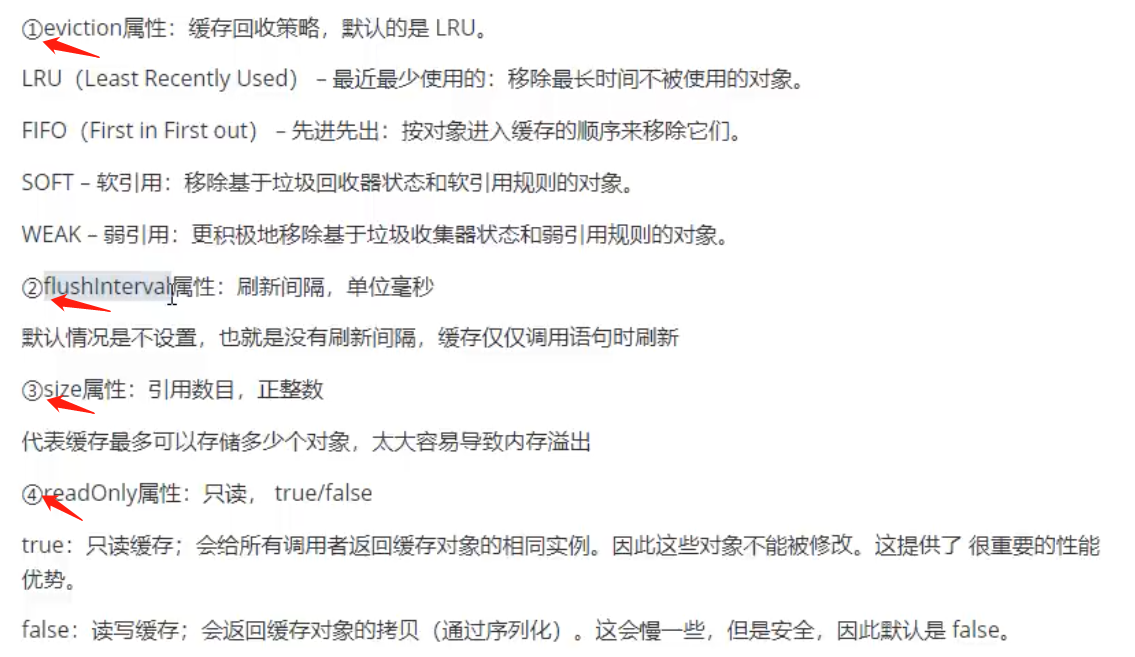 ①eviction属性：缓存回收策略，默认的是 LRU。
LRU（Least Recently Used） – 最近最少使用的：移除最长时间不被使用的对象。
FIFO（First in First out） – 先进先出：按对象进入缓存的顺序来移除它们。
SOFT – 软引用：移除基于垃圾回收器状态和软引用规则的对象。
WEAK – 弱引用：更积极地移除基于垃圾收集器状态和弱引用规则的对象。
②flushInterval属性：刷新间隔，单位毫秒
默认情况是不设置，也就是没有刷新间隔，缓存仅仅调用语句时刷新
③size属性：引用数目，正整数
代表缓存最多可以存储多少个对象，太大容易导致内存溢出
④readOnly属性：只读， true/false
true：只读缓存；会给所有调用者返回缓存对象的相同实例。因此这些对象不能被修改。这提供了 很重要的性能
优势。
false：读写缓存；会返回缓存对象的拷贝（通过序列化）。这会慢一些，但是安全，因此默认是 false。